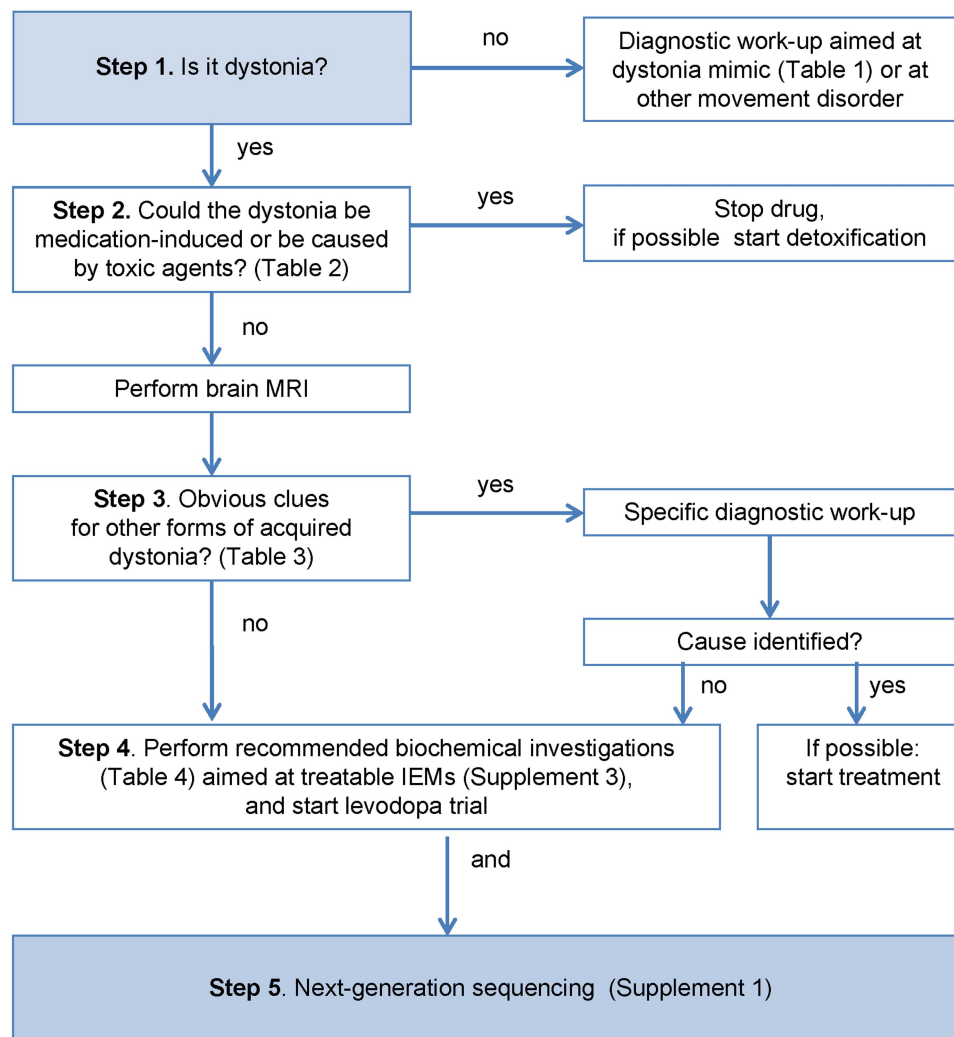 Step 1. Is it dystonia?
no
Diagnostic work-up aimed at
dystonia mimic (Table 1) or at
other movement disorder
yes
Step 2. Could the dystonia be
medication-induced or be caused
by toxic agents? (Table 2)
yes
Stop drug,
if possible start detoxification
no
Perform brain MRI
Step 3. Obvious clues
for other forms of acquired
dystonia? (Table 3)
yes
Specific diagnostic work-up
no
Cause identified?
no
yes
Step 4. Perform recommended biochemical investigations
(Table 4) aimed at treatable IEMs (Supplement 3),
and start levodopa trial
If possible:
start treatment
and
Step 5. Next-generation sequencing (Supplement 1)